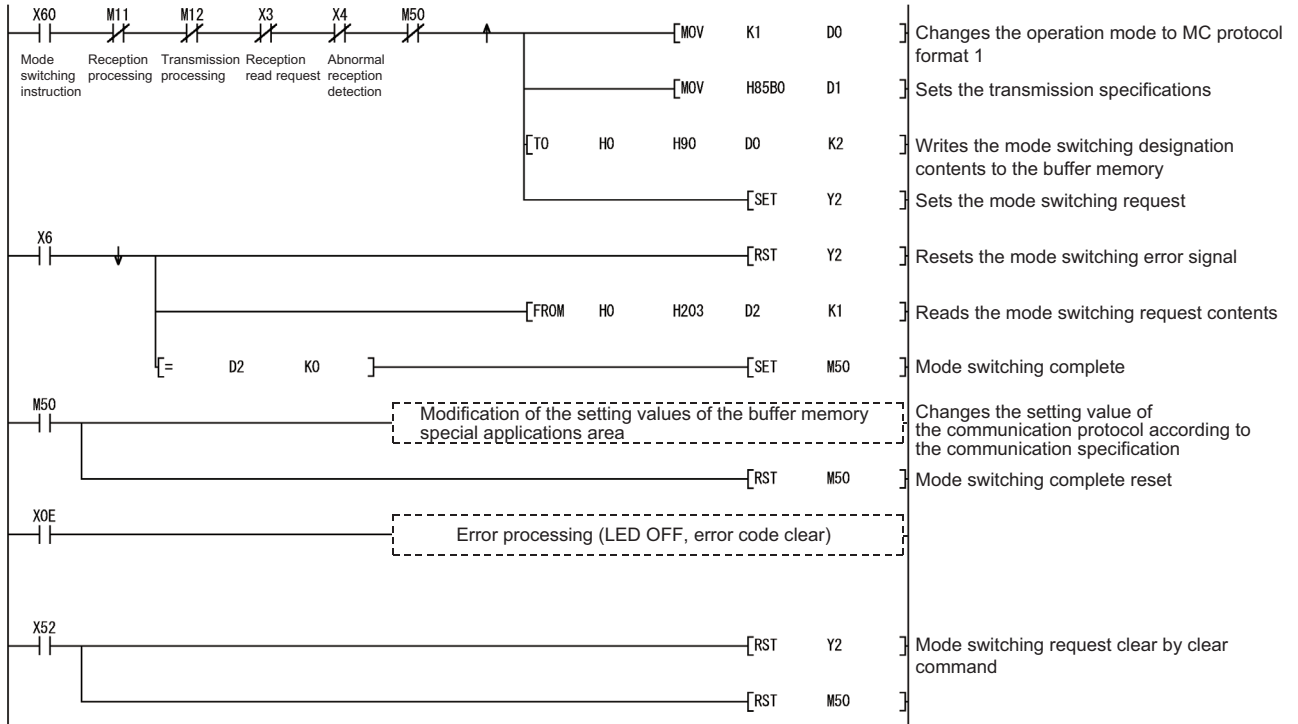 X60 M11 M12 X3 X4 M50
[MOV K1 D0]
Changes the operation mode to MC protocol
format 1
Mode
switching
instruction
Reception
processing
Transmission
processing
Reception
read request
Abnormal
reception
detection
[MOV H85B0 D1]
Sets the transmission specifications
[TO H0 H90 D0 K2]
Writes the mode switching designation
contents to the buffer memory
[SET Y2]
Sets the mode switching request
X6
[RST Y2]
Resets the mode switching error signal
[FROM H0 H203 D2 K1]
Reads the mode switching request contents
[= D2 K0]
[SET M50]
Mode switching complete
M50
Modification of the setting values of the buffer memory
special applications area
Changes the setting value of
the communication protocol according to
the communication specification
[RST M50]
Mode switching complete reset
X0E
Error processing (LED OFF, error code clear)
X52
[RST Y2]
Mode switching request clear by clear
command
[RST M50]